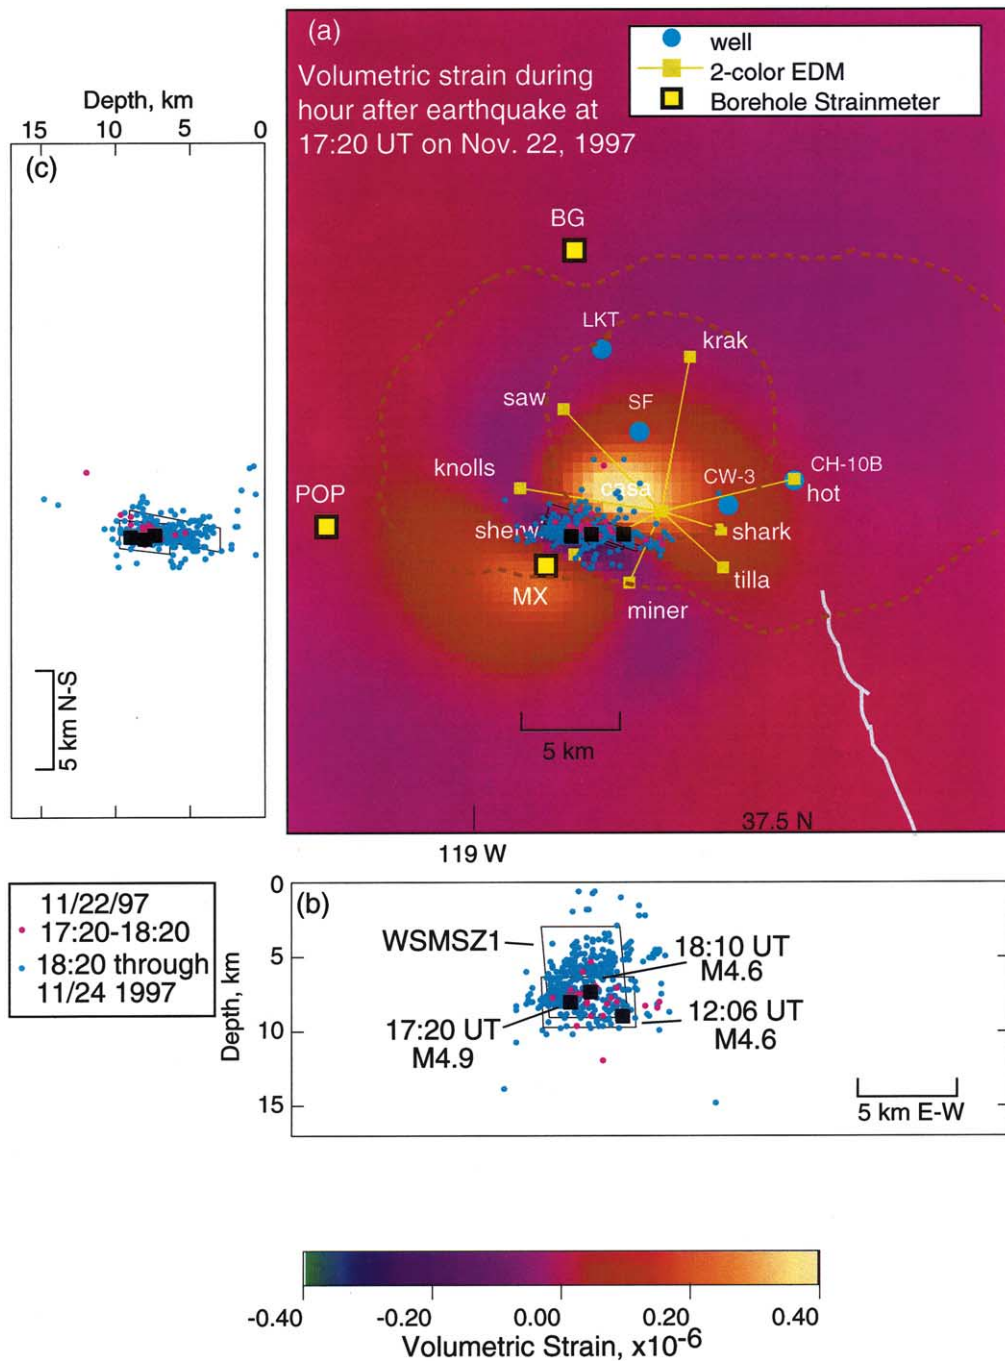 (a)
Volumetric strain during
hour after earthquake at
17:20 UT on Nov. 22, 1997
well
2-color EDM
Borehole Strainmeter
Depth, km
15 10 5 0
(c)
BG
LKT
krak
saw
SF
knolls
casa
CW-3
CH-10B
hot
POP
sherwi
shark
MX
tilla
miner
5 km N-S
5 km
37.5 N
119 W
11/22/97
17:20-18:20
18:20 through
11/24 1997
(b)
Depth, km
0
5
10
15
WSMSZ1
18:10 UT
M4.6
17:20 UT
M4.9
12:06 UT
M4.6
5 km E-W
-0.40 -0.20 0.00 0.20 0.40
Volumetric Strain, x10-6